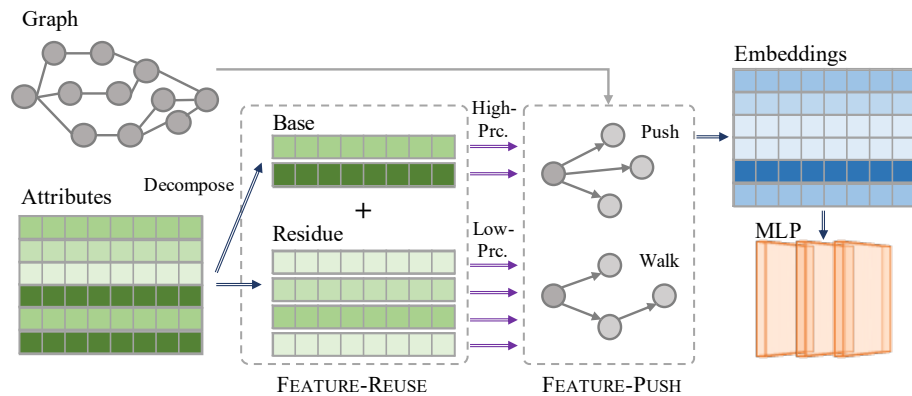 Graph
Embeddings
High-
Prc.
Base
Push
Decompose
Attributes
+
Residue
Low-
Prc.
Walk
MLP
FEATURE-REUSE
FEATURE-PUSH